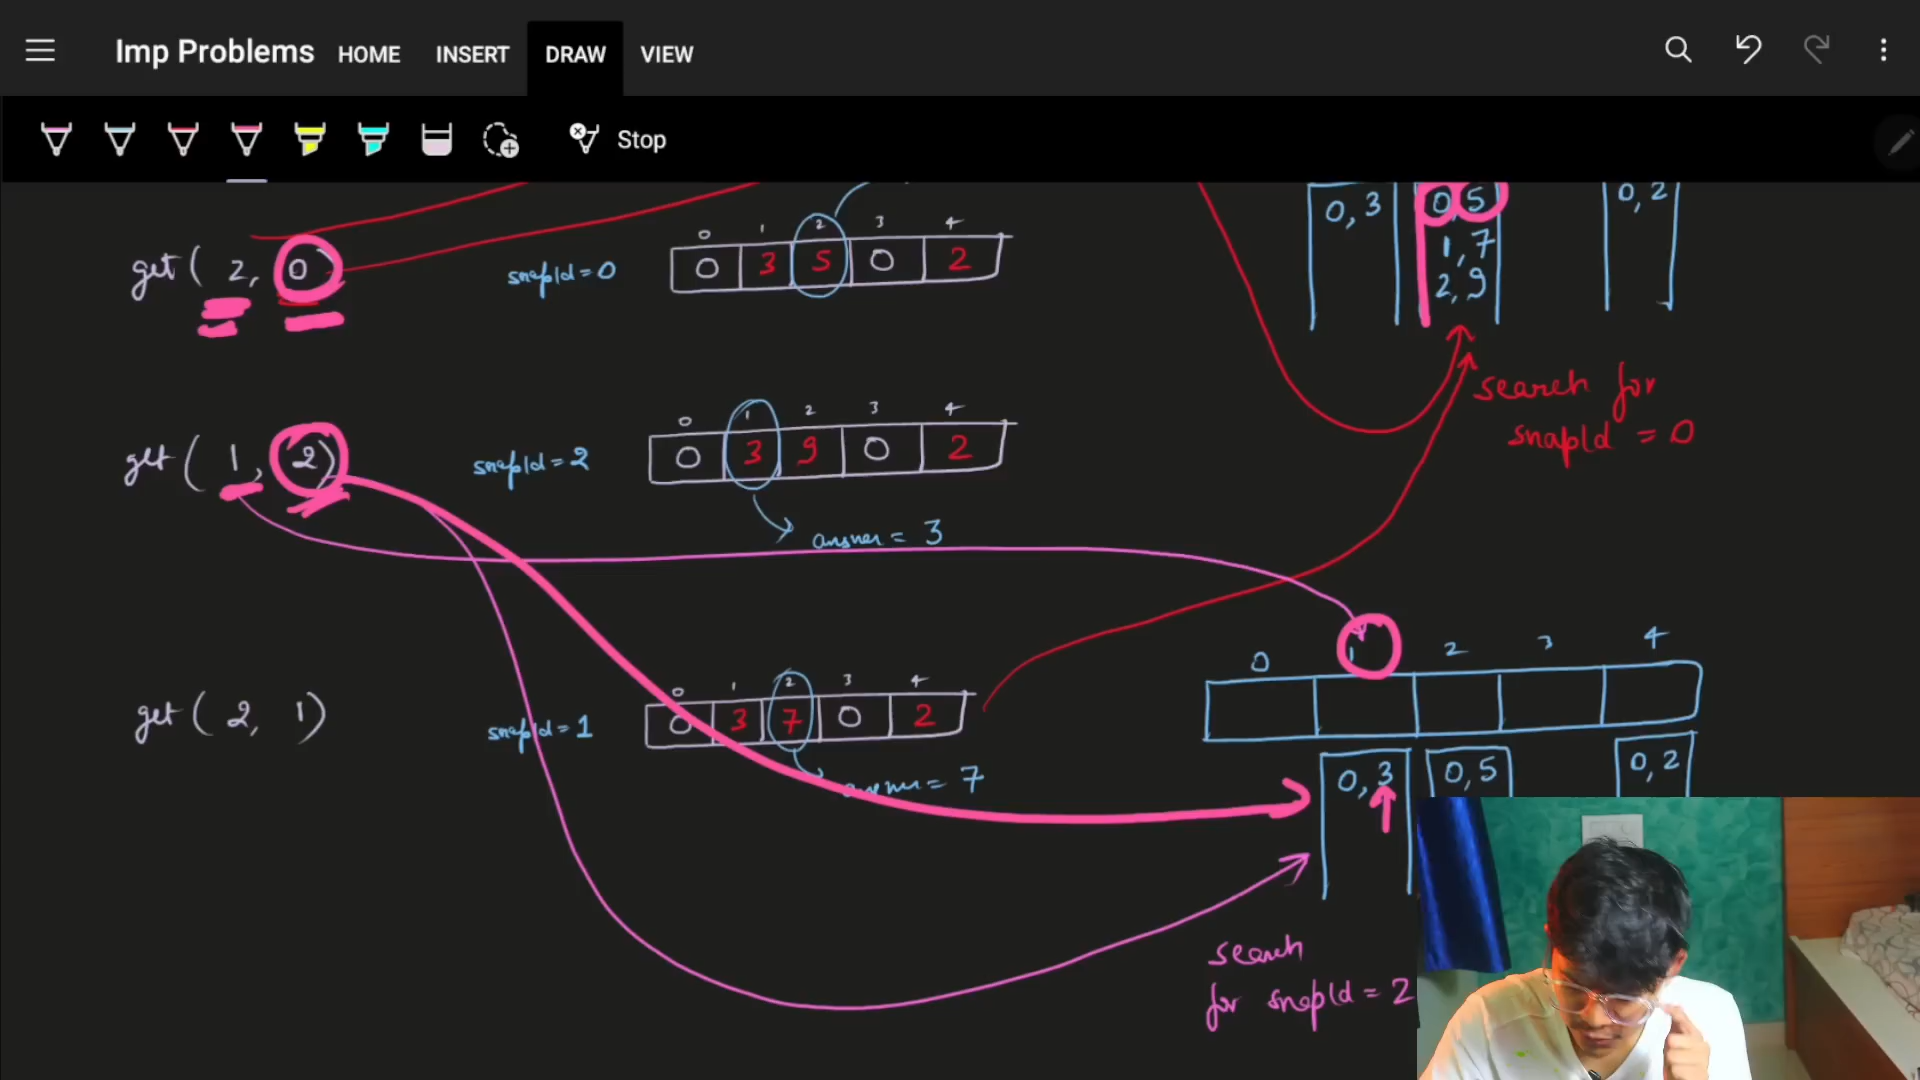 Imp Problems HOME INSERT DRAW VIEW
Stop
0, 3 0, 5 0, 2
1, 7
2, 9
get ( 2, 0 )
snapId = 0
0 1 2 3 4
0 3 5 0 2
search for
snapId = 0
get ( 1, 2 )
snapId = 2
0 1 2 3 4
0 3 9 0 2
answer = 3
0 1 2 3 4
get ( 2, 1 )
snapId = 1
0 1 2 3 4
0 3 7 0 2
answer = 7
0, 3 0, 5 0, 2
search
for snapId = 2